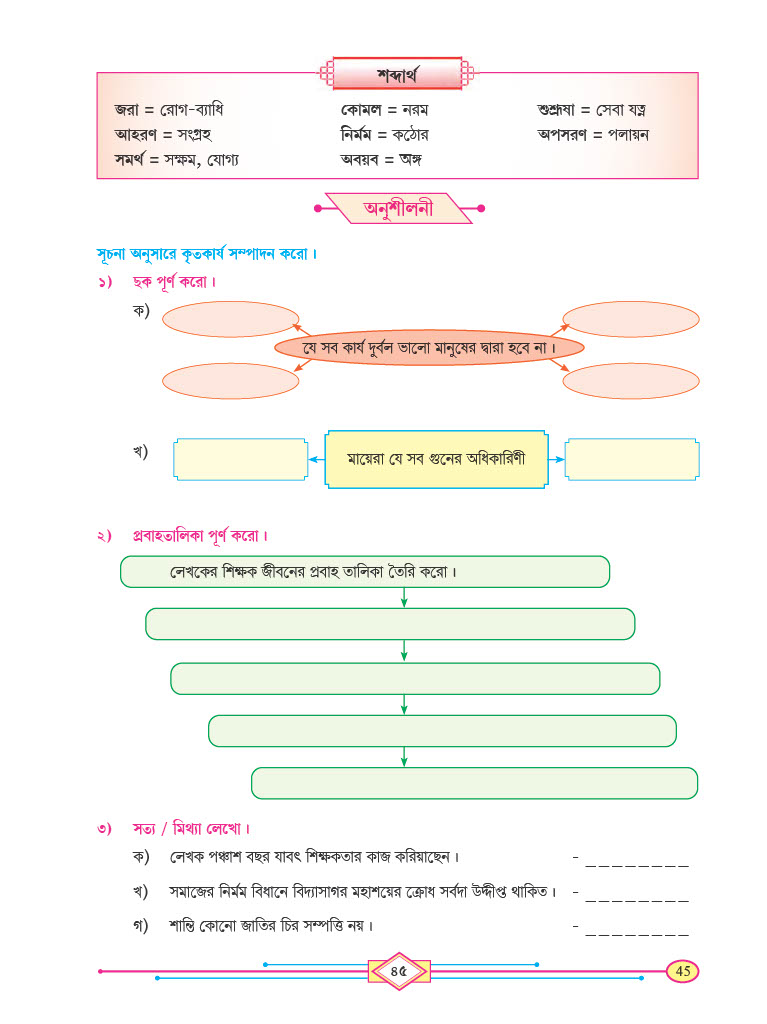 শব্দার্থ
জরা = রোগ-ব্যাধি কোমল = নরম শুশ্রূষা = সেবা যত্ন
আহরণ = সংগ্রহ নির্মম = কঠোর অপসরণ = পলায়ন
সমর্থ = সক্ষম, যোগ্য অবয়ব = অঙ্গ
অনুশীলনী
সূচনা অনুসারে কৃতকার্য সম্পাদন করো।
১) ছক পূর্ণ করো।
ক)
যে সব কার্য দুর্বল ভালো মানুষের দ্বারা হবে না।
খ) মায়েরা যে সব গুনের অধিকারিণী
২) প্রবাহতালিকা পূর্ণ করো।
লেখকের শিক্ষক জীবনের প্রবাহ তালিকা তৈরি করো।
৩) সত্য / মিথ্যা লেখো।
ক) লেখক পঞ্চাশ বছর যাবৎ শিক্ষকতার কাজ করিয়াছেন। - _ _ _ _ _ _ _ _
খ) সমাজের নির্মম বিধানে বিদ্যাসাগর মহাশয়ের ক্রোধ সর্বদা উদ্দীপ্ত থাকিত। - _ _ _ _ _ _ _ _
গ) শান্তি কোনো জাতির চির সম্পত্তি নয়। - _ _ _ _ _ _ _ _
৪৫ 45